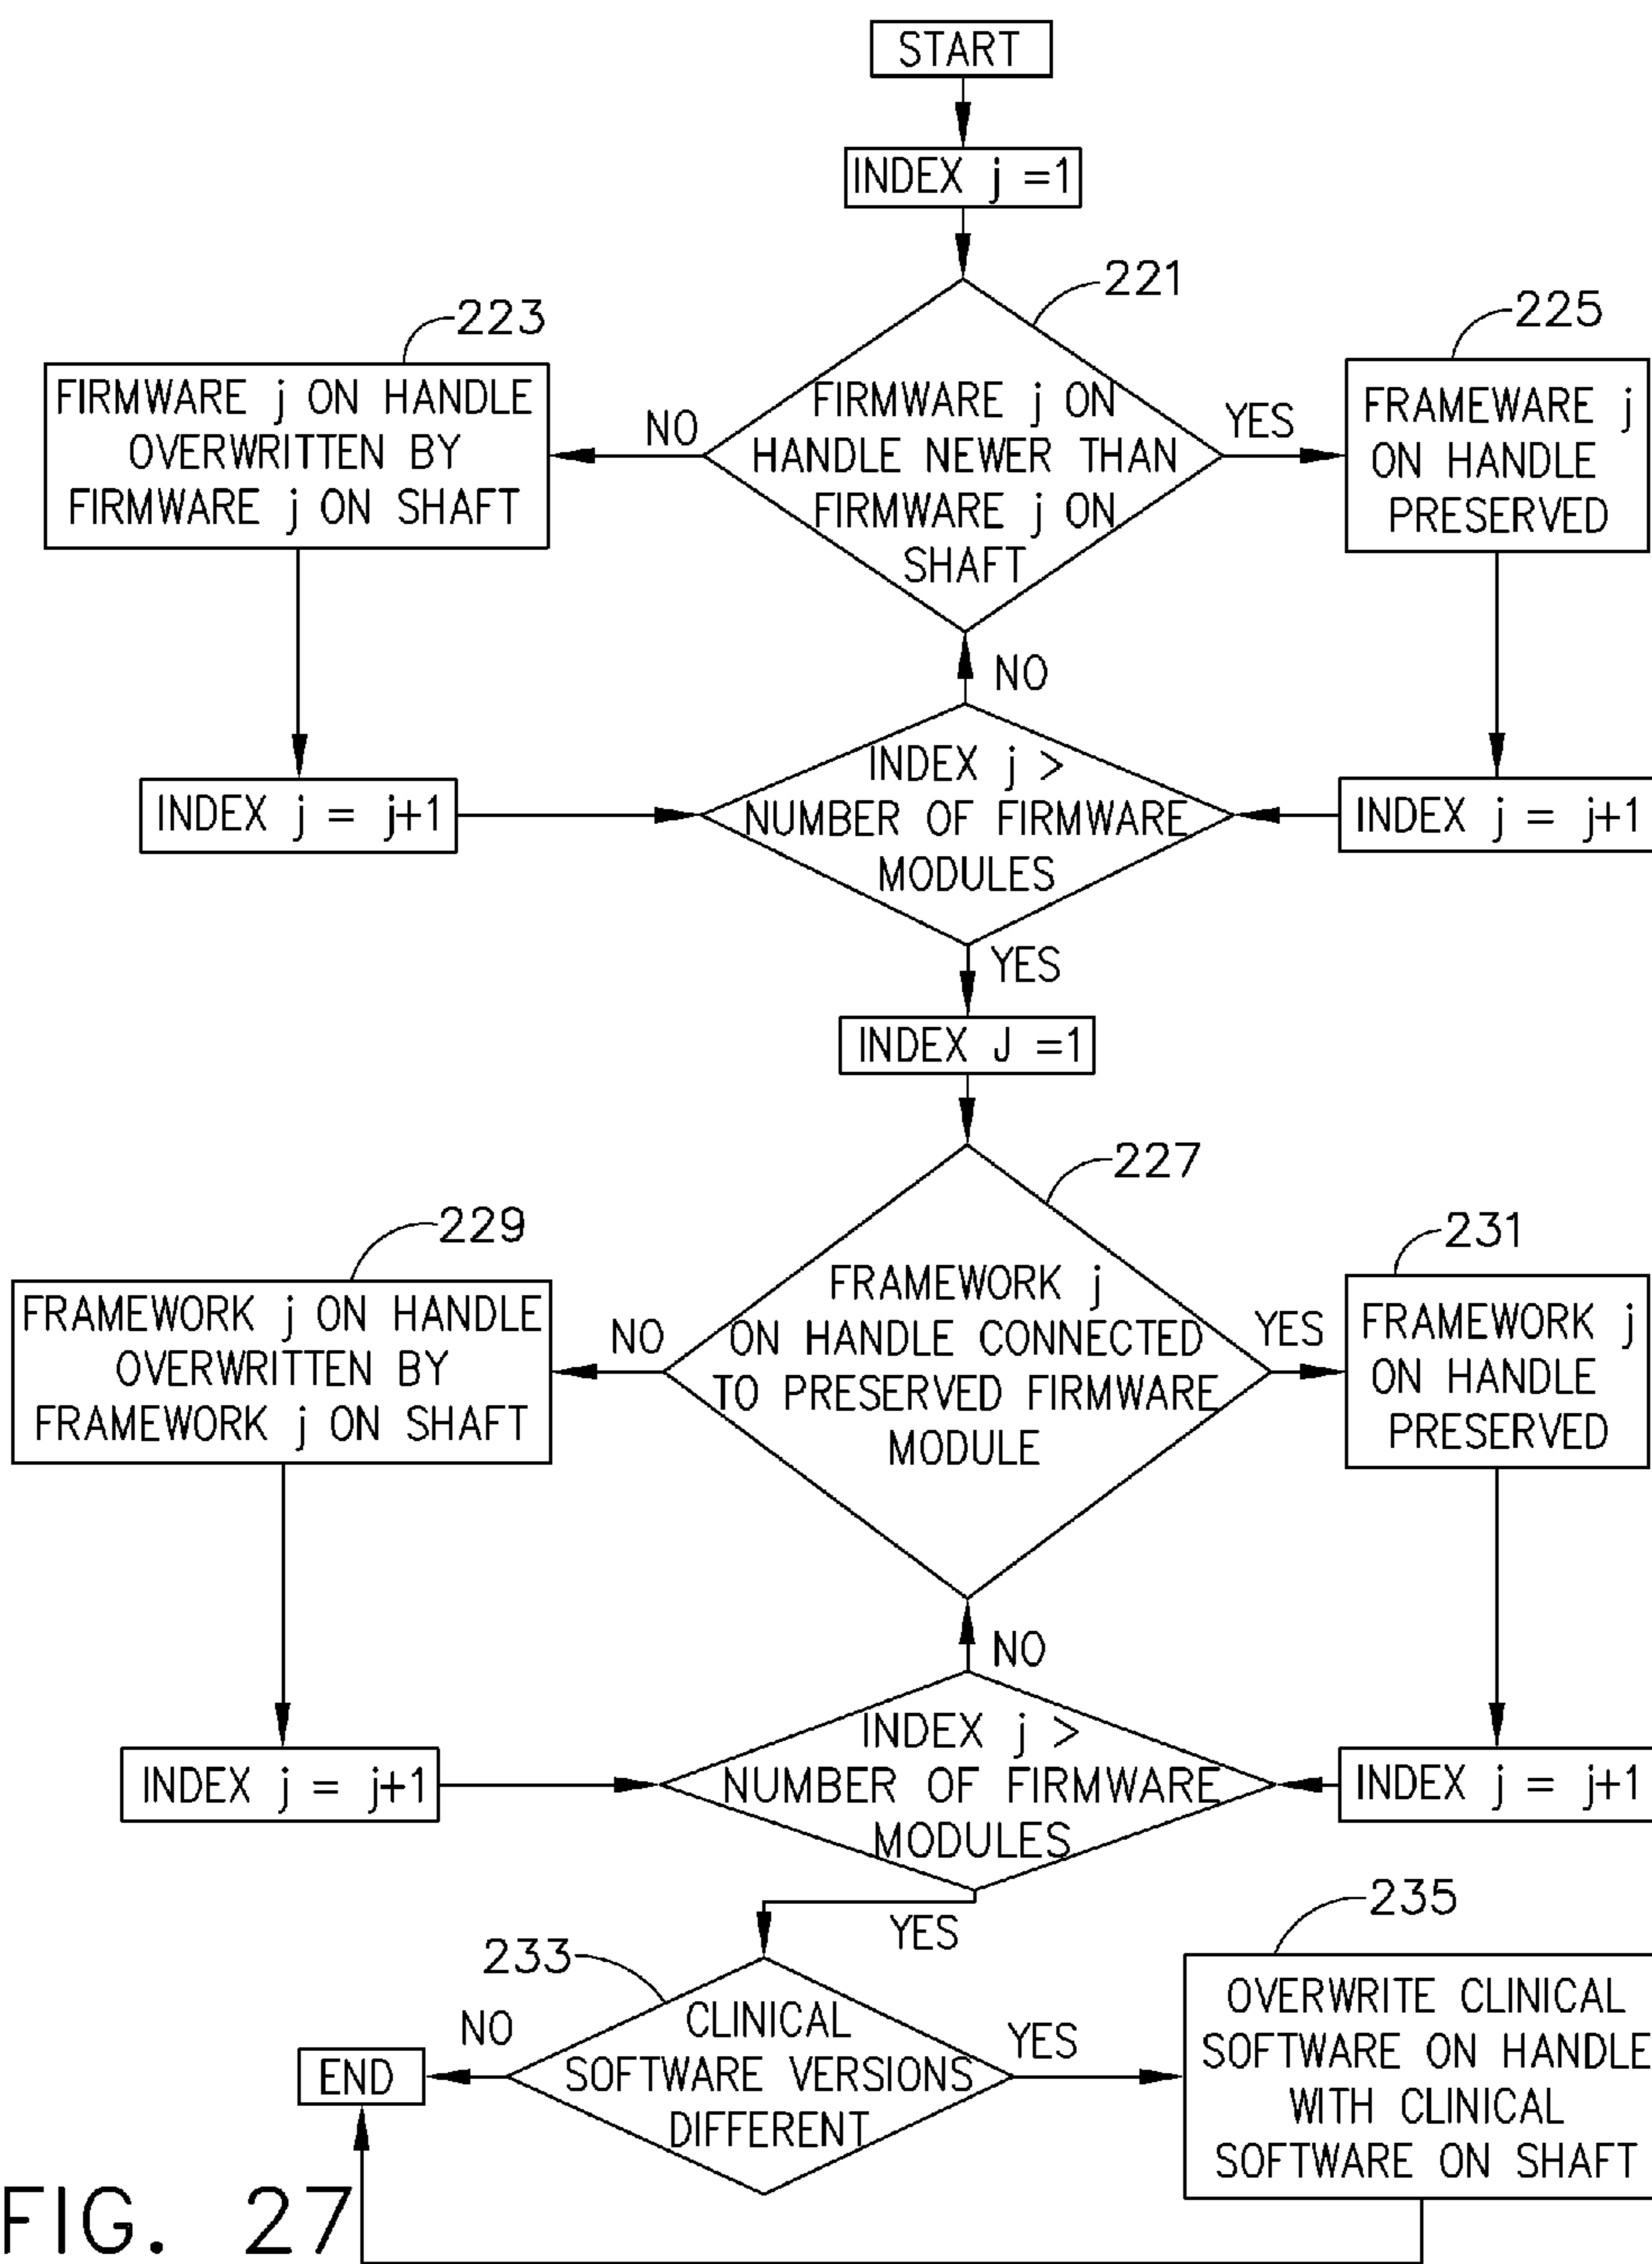 START
INDEX j =1
221
223
225
FIRMWARE j ON HANDLE
OVERWRITTEN BY
FIRMWARE j ON SHAFT
NO
FIRMWARE j ON
HANDLE NEWER THAN
FIRMWARE j ON
SHAFT
YES
FRAMEWARE j
ON HANDLE
PRESERVED
NO
INDEX j = j+1
INDEX j >
NUMBER OF FIRMWARE
MODULES
INDEX j = j+1
YES
INDEX J =1
227
229
231
FRAMEWORK j ON HANDLE
OVERWRITTEN BY
FRAMEWORK j ON SHAFT
NO
FRAMEWORK j
ON HANDLE CONNECTED
TO PRESERVED FIRMWARE
MODULE
YES
FRAMEWORK j
ON HANDLE
PRESERVED
NO
INDEX j = j+1
INDEX j >
NUMBER OF FIRMWARE
MODULES
INDEX j = j+1
YES
233
235
END
NO
CLINICAL
SOFTWARE VERSIONS
DIFFERENT
YES
OVERWRITE CLINICAL
SOFTWARE ON HANDLE
WITH CLINICAL
SOFTWARE ON SHAFT
FIG. 27